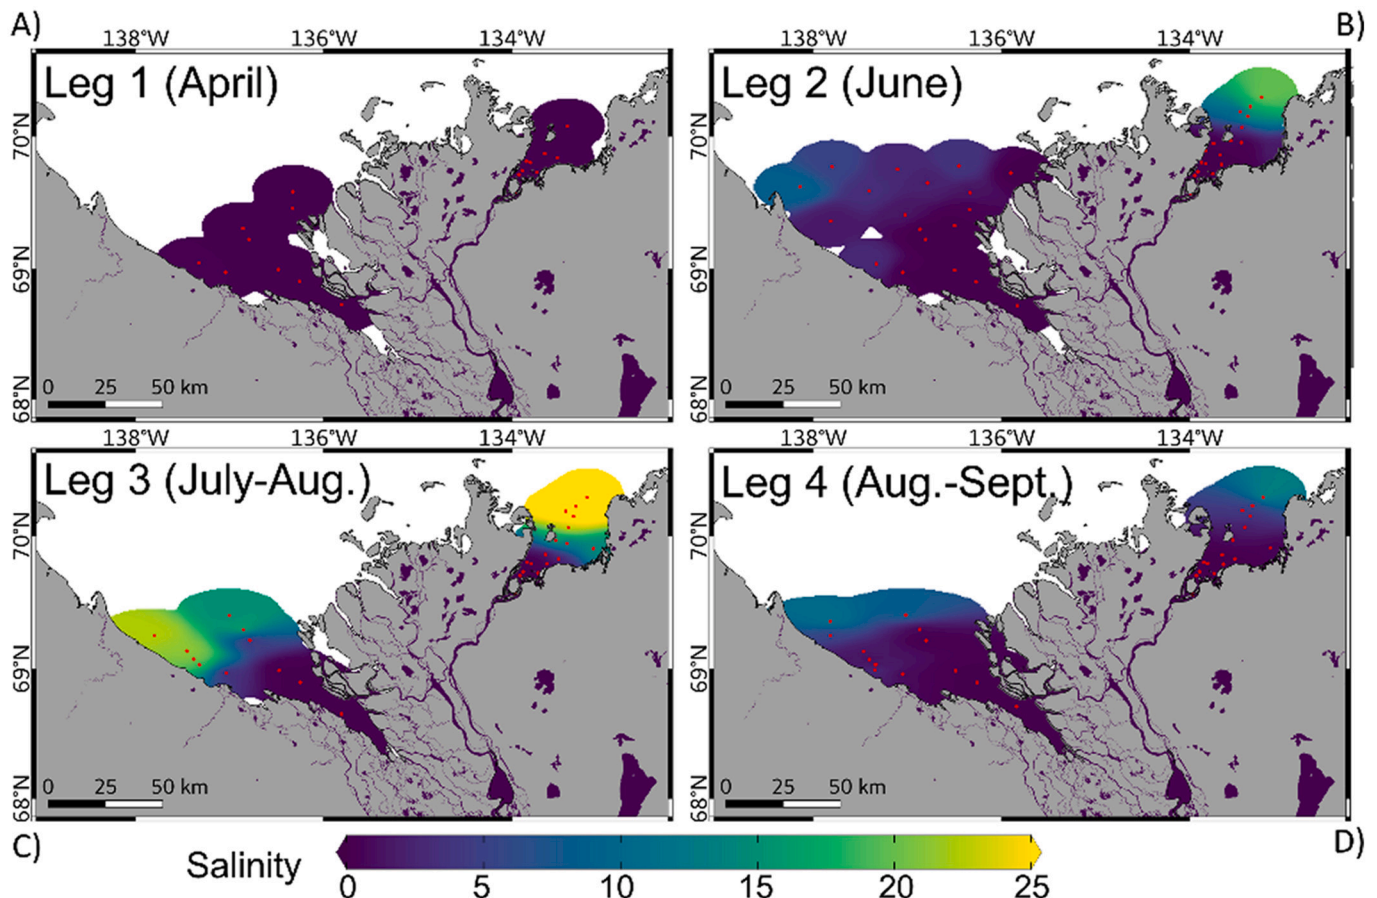 A)
B)
138°W 136°W 134°W
138°W 136°W 134°W
Leg 1 (April)
Leg 2 (June)
70°N
69°N
68°N
70°N
69°N
68°N
0 25 50 km
0 25 50 km
138°W 136°W 134°W
138°W 136°W 134°W
Leg 3 (July-Aug.)
Leg 4 (Aug.-Sept.)
70°N
69°N
68°N
70°N
69°N
68°N
0 25 50 km
0 25 50 km
C)
D)
Salinity
0 5 10 15 20 25